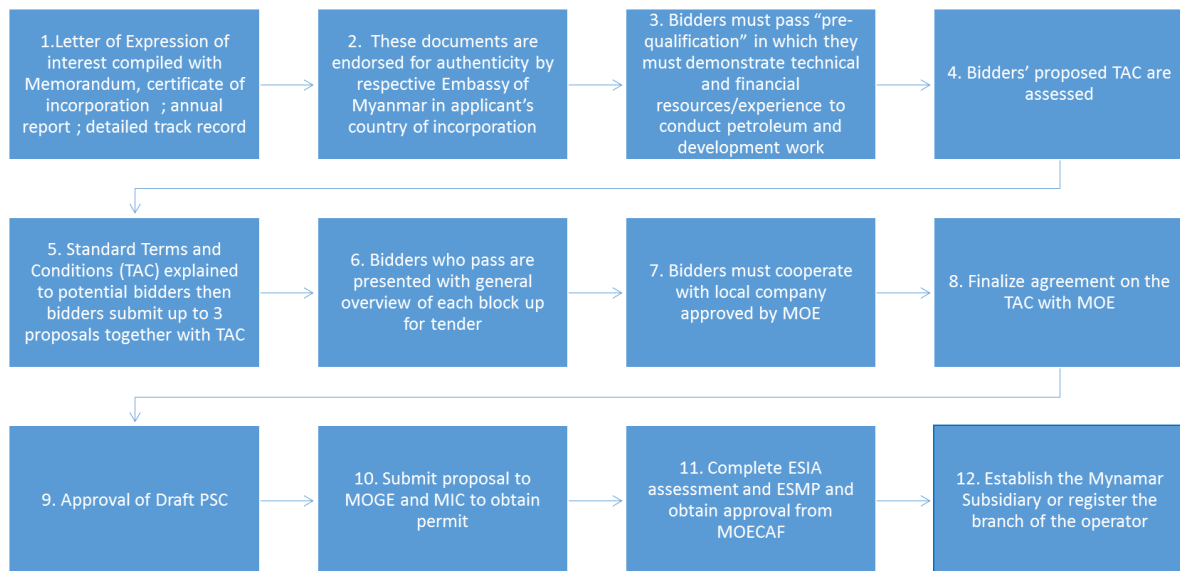 1.Letter of Expression of
interest compiled with
Memorandum, certificate of
incorporation ; annual
report ; detailed track record
2. These documents are
endorsed for authenticity by
respective Embassy of
Myanmar in applicant's
country of incorporation
3. Bidders must pass “pre-
qualification” in which they
must demonstrate technical
and financial
resources/experience to
conduct petroleum and
development work
4. Bidders’ proposed TAC are
assessed
5. Standard Terms and
Conditions (TAC) explained
to potential bidders then
bidders submit up to 3
proposals together with TAC
6. Bidders who pass are
presented with general
overview of each block up
for tender
7. Bidders must cooperate
with local company
approved by MOE
8. Finalize agreement on the
TAC with MOE
9. Approval of Draft PSC
10. Submit proposal to
MOGE and MIC to obtain
permit
11. Complete ESIA
assessment and ESMP and
obtain approval from
MOECAF
12. Establish the Mynamar
Subsidiary or register the
branch of the operator